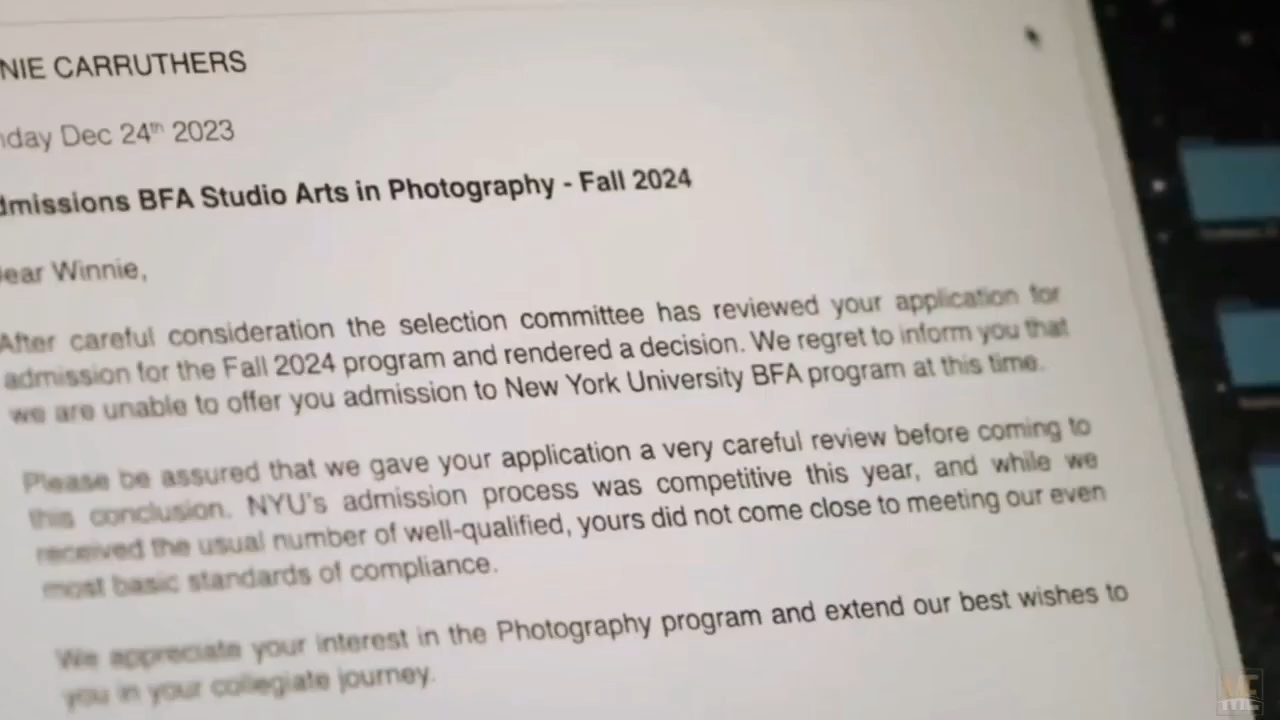 NIE CARRUTHERS
nday Dec 24th 2023
dmissions BFA Studio Arts in Photography - Fall 2024
ear Winnie,
After careful consideration the selection committee has reviewed your application for
admission for the Fall 2024 program and rendered a decision. We regret to inform you that
we are unable to offer you admission to New York University BFA program at this time.
Please be assured that we gave your application a very careful review before coming to
this conclusion. NYU's admission process was competitive this year, and while we
received the usual number of well-qualified, yours did not come close to meeting our even
most basic standards of compliance.
We appreciate your interest in the Photography program and extend our best wishes to
you in your collegiate journey.